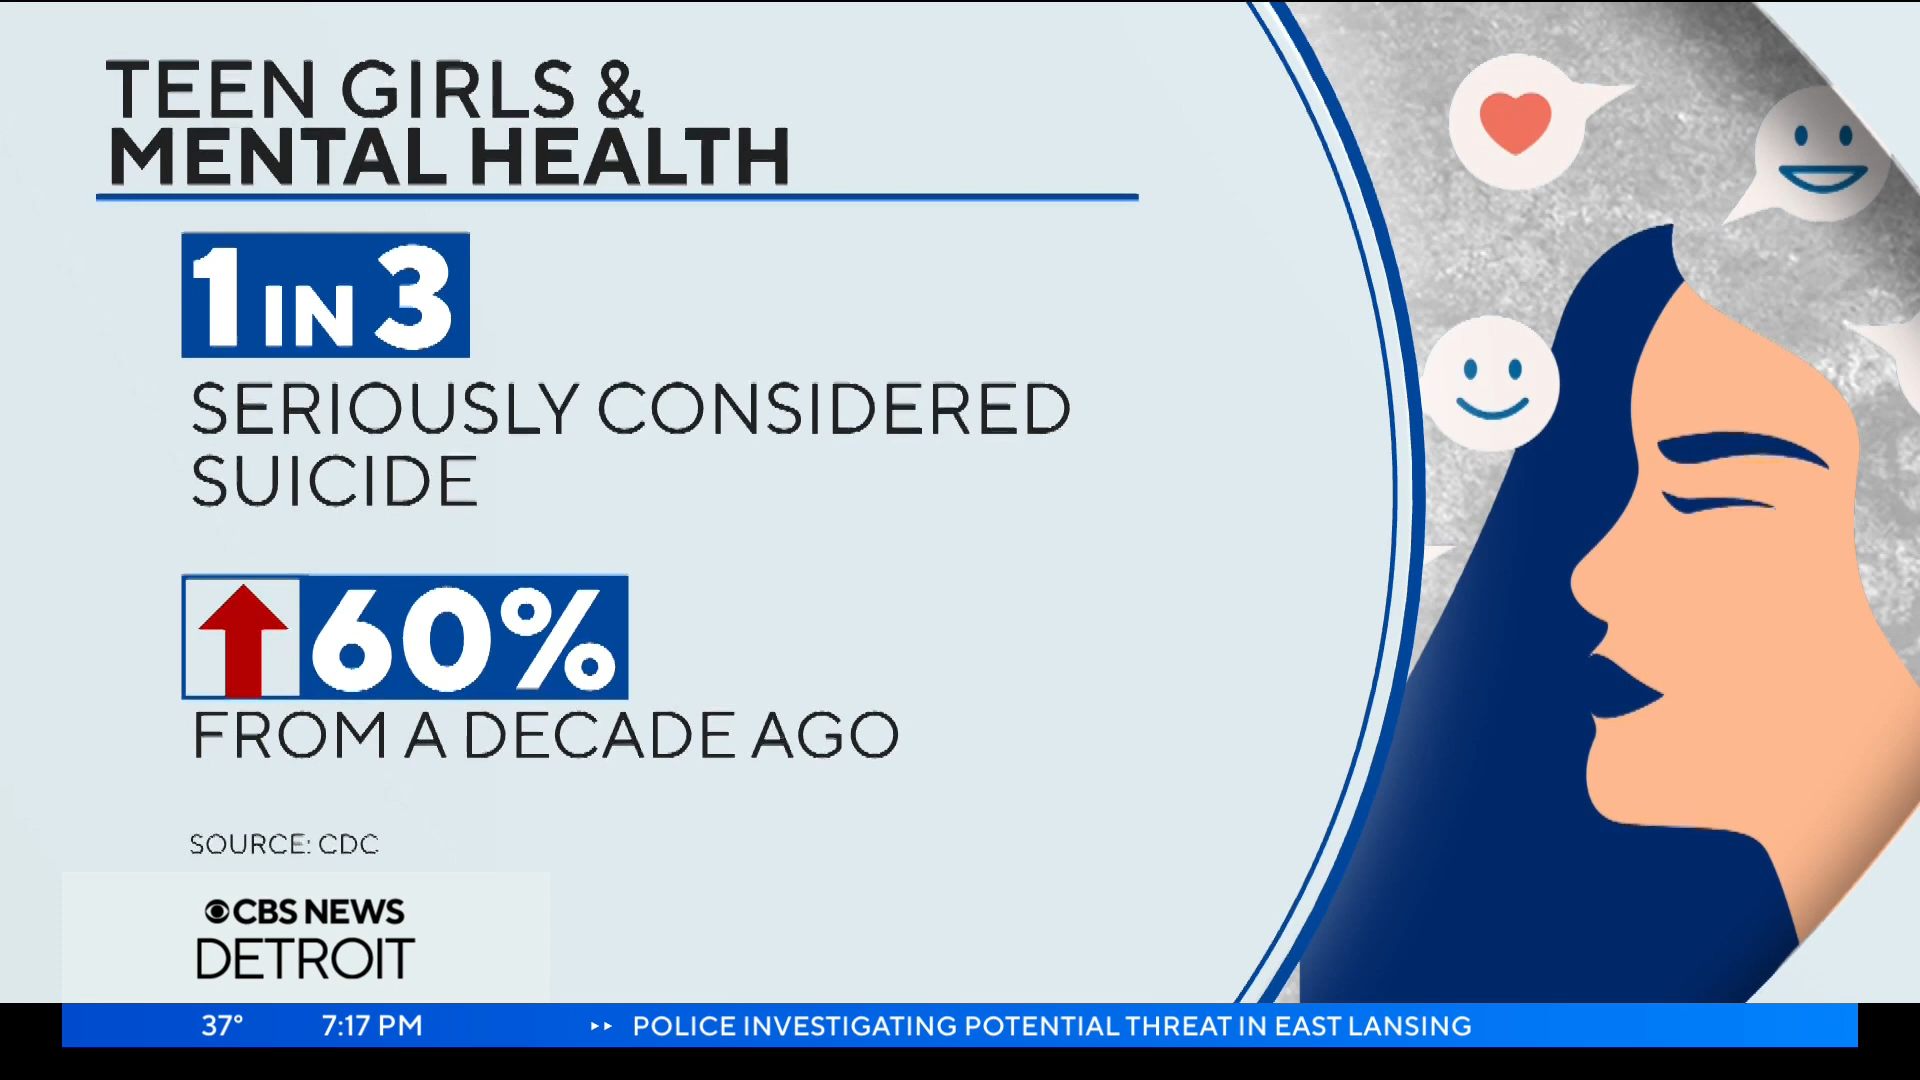 TEEN GIRLS &
MENTAL HEALTH
1 IN 3
SERIOUSLY CONSIDERED
SUICIDE
60%
FROM A DECADE AGO
SOURCE: CDC
CBS NEWS
DETROIT
37° 7:17 PM POLICE INVESTIGATING POTENTIAL THREAT IN EAST LANSING